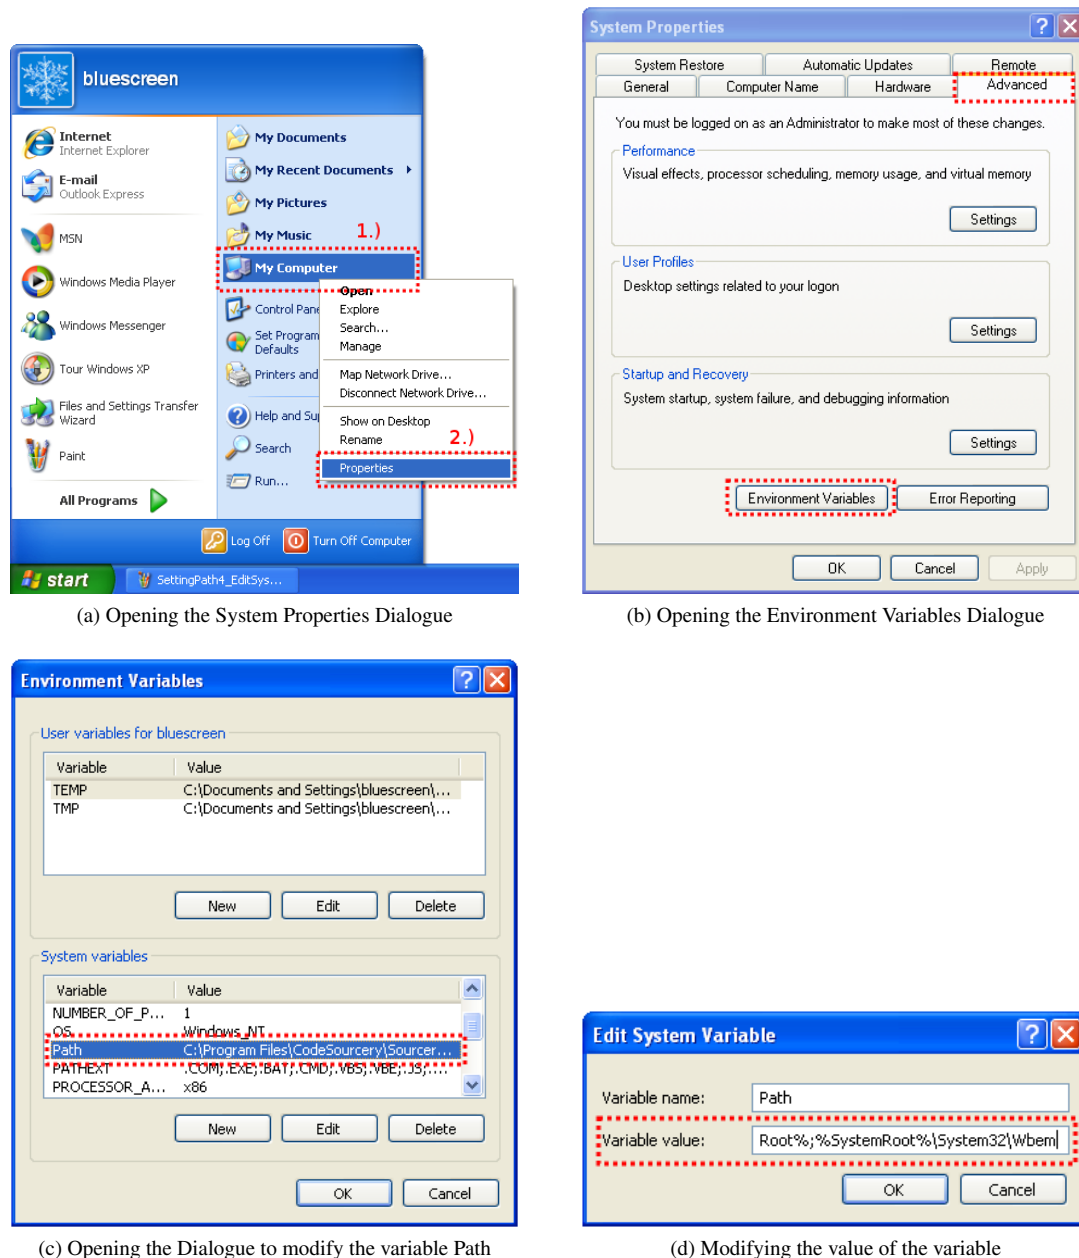 bluescreen
Internet
Internet Explorer
E-mail
Outlook Express
MSN
Windows Media Player
Windows Messenger
Tour Windows XP
Files and Settings Transfer
Wizard
Paint
All Programs
My Documents
My Recent Documents
My Pictures
My Music
1.)
My Computer
Control Pane
Set Program
Defaults
Printers and
Help and Sup
Search
Run...
Open
Explore
Search...
Manage
Map Network Drive...
Disconnect Network Drive...
Show on Desktop
Rename
2.)
Properties
Log Off
Turn Off Computer
start
SettingPath4_EditSys...
(a) Opening the System Properties Dialogue
System Properties
System Restore Automatic Updates Remote
General Computer Name Hardware Advanced
You must be logged on as an Administrator to make most of these changes.
Performance
Visual effects, processor scheduling, memory usage, and virtual memory
Settings
User Profiles
Desktop settings related to your logon
Settings
Startup and Recovery
System startup, system failure, and debugging information
Settings
Environment Variables Error Reporting
OK Cancel Apply
(b) Opening the Environment Variables Dialogue
Environment Variables
User variables for bluescreen
Variable Value
TEMP C:\Documents and Settings\bluescreen\...
TMP C:\Documents and Settings\bluescreen\...
New Edit Delete
System variables
Variable Value
NUMBER_OF_P... 1
OS Windows_NT
Path C:\Program Files\CodeSourcery\Sourcer...
PATHEXT .COM;.EXE;.BAT;.CMD;.VBS;.VBE;.JS;....
PROCESSOR_A... x86
New Edit Delete
OK Cancel
(c) Opening the Dialogue to modify the variable Path
Edit System Variable
Variable name: Path
Variable value: Root%;%SystemRoot%\System32\Wbem
OK Cancel
(d) Modifying the value of the variable